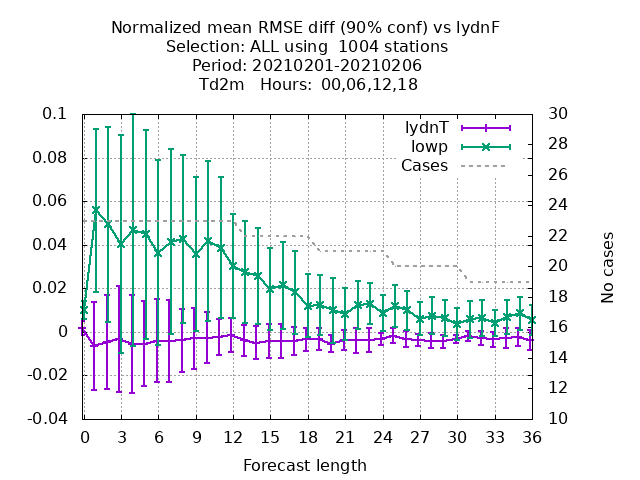 Normalized mean RMSE diff (90% conf) vs lydnF
Selection: ALL using  1004 stations
Period: 20210201-20210206
Td2m   Hours:  00,06,12,18
0.1
0.08
0.06
0.04
0.02
0
-0.02
-0.04
30
28
26
24
22
20
18
16
14
12
10
lydnT
lowp
Cases
No cases
0 3 6 9 12 15 18 21 24 27 30 33 36
Forecast length